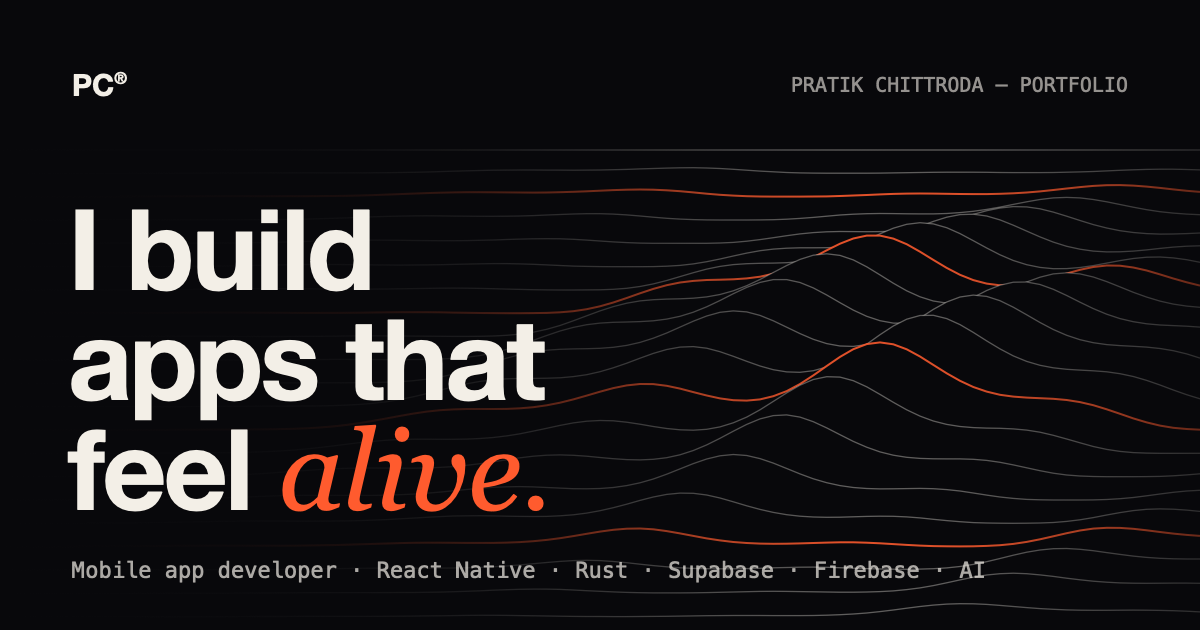 PC®
PRATIK CHITTRODA — PORTFOLIO
I build
apps that
feel alive.
Mobile app developer · React Native · Rust · Supabase · Firebase · AI